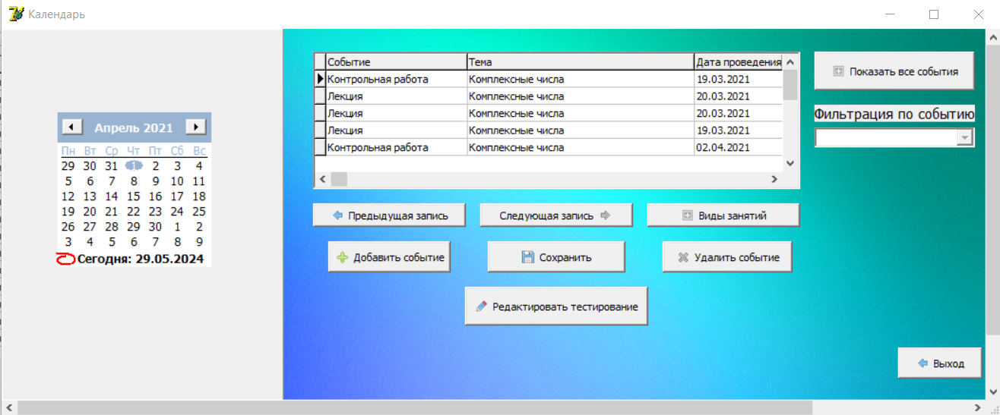 Календарь
Апрель 2021
Пн Вт Ср Чт Пт Сб Вс
29 30 31 1 2 3 4
5 6 7 8 9 10 11
12 13 14 15 16 17 18
19 20 21 22 23 24 25
26 27 28 29 30 1 2
3 4 5 6 7 8 9
Сегодня: 29.05.2024
Событие Тема Дата проведения
Контрольная работа Комплексные числа 19.03.2021
Лекция Комплексные числа 20.03.2021
Лекция Комплексные числа 20.03.2021
Лекция Комплексные числа 19.03.2021
Контрольная работа Комплексные числа 02.04.2021
Показать все события
Фильтрация по событию
Предыдущая запись Следующая запись Виды занятий
Добавить событие Сохранить Удалить событие
Редактировать тестирование
Выход